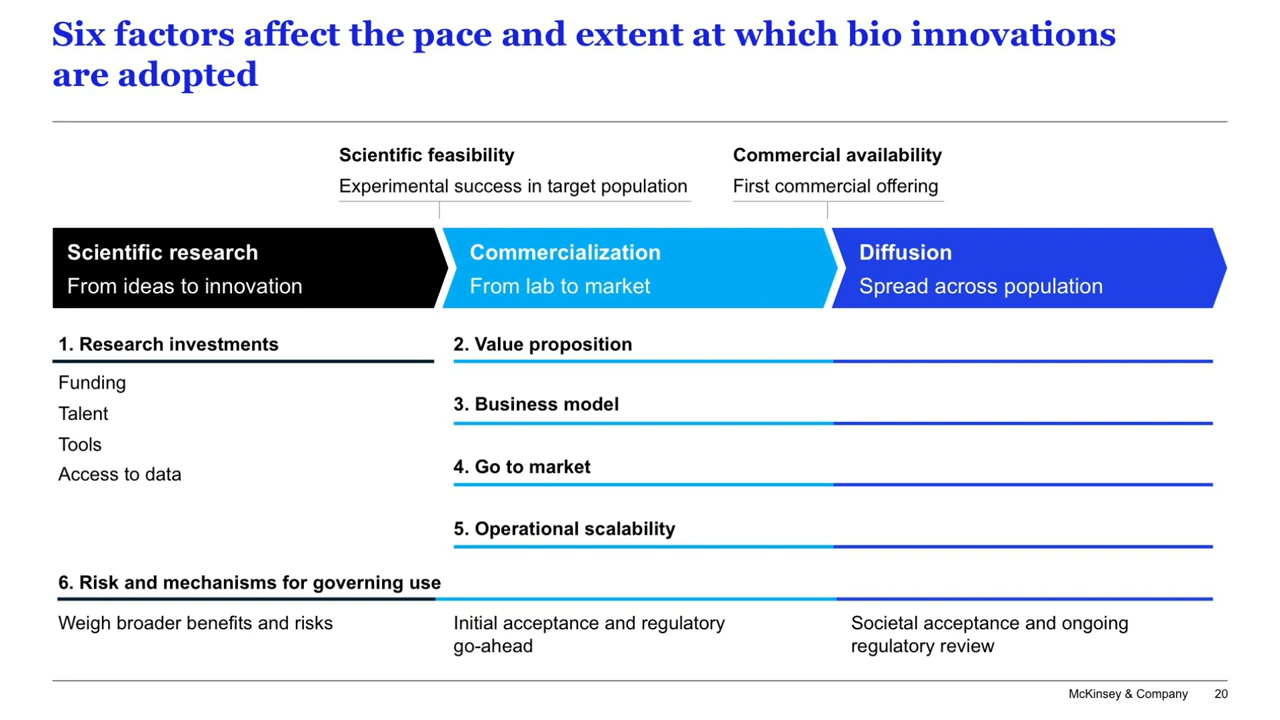 Six factors affect the pace and extent at which bio innovations
are adopted
Scientific feasibility
Experimental success in target population
Commercial availability
First commercial offering
Scientific research
From ideas to innovation
Commercialization
From lab to market
Diffusion
Spread across population
1. Research investments
Funding
Talent
Tools
Access to data
2. Value proposition
3. Business model
4. Go to market
5. Operational scalability
6. Risk and mechanisms for governing use
Weigh broader benefits and risks
Initial acceptance and regulatory
go-ahead
Societal acceptance and ongoing
regulatory review
McKinsey & Company 20